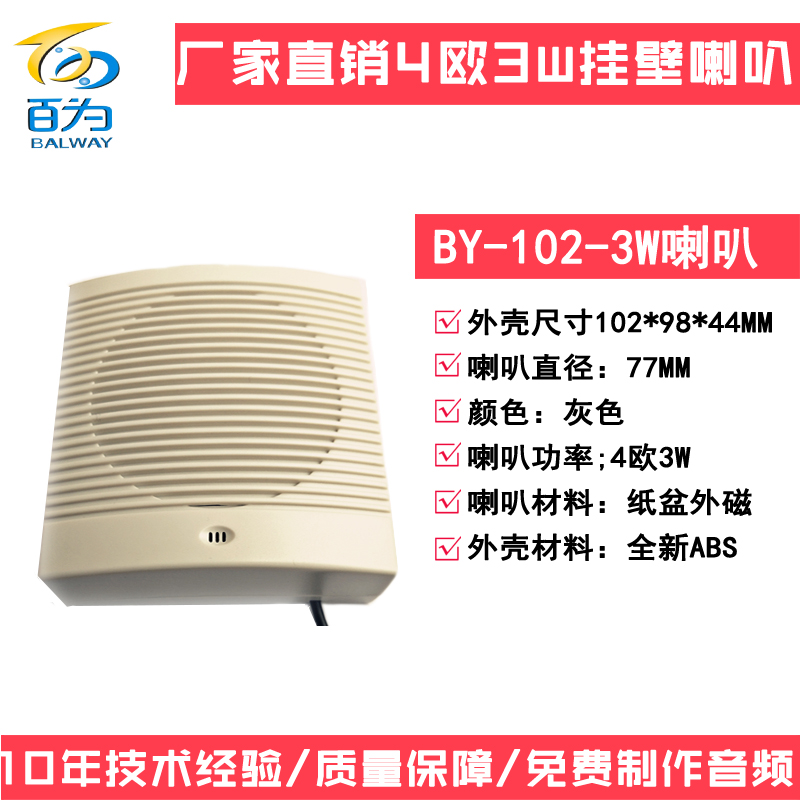 厂家直销4欧3w挂壁喇叭
百为
BALWAY
BY-102-3W喇叭
外壳尺寸102*98*44MM
喇叭直径：77MM
颜色：灰色
喇叭功率;4欧3W
喇叭材料：纸盆外磁
外壳材料：全新ABS
10年技术经验/质量保障/免费制作音频